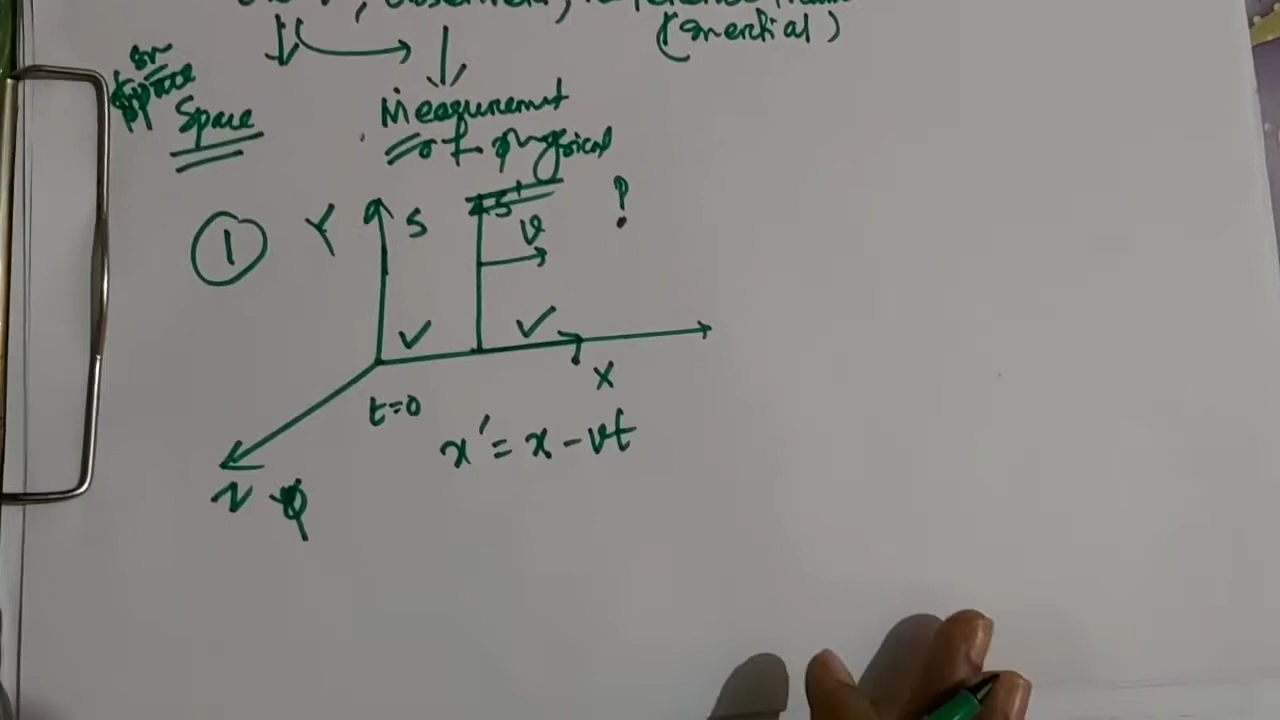 (Inertial)
Space
Measurement
of physical
1 Y S S' ?
v
X
t=0
x' = x - vt
Z